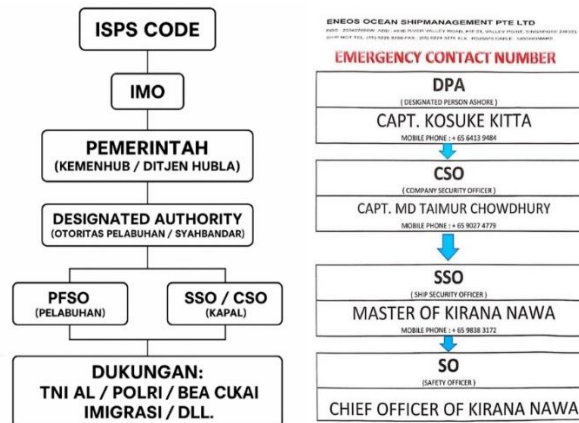 ISPS CODE
IMO
PEMERINTAH
(KEMENHUB / DITJEN HUBLA)
DESIGNATED AUTHORITY
(OTORITAS PELABUHAN / SYAHBANDAR)
PFSO
(PELABUHAN)
SSO / CSO
(KAPAL)
DUKUNGAN:
TNI AL / POLRI / BEA CUKAI
IMIGRASI / DLL.
ENEOS OCEAN SHIPMANAGEMENT PTE LTD
EMERGENCY CONTACT NUMBER
DPA
( DESIGNATED PERSON ASHORE )
CAPT. KOSUKE KITTA
MOBILE PHONE : + 65 6413 9484
CSO
( COMPANY SECURITY OFFICER )
CAPT. MD TAIMUR CHOWDHURY
MOBILE PHONE : + 65 9027 4779
SSO
( SHIP SECURITY OFFICER )
MASTER OF KIRANA NAWA
MOBILE PHONE : + 65 9838 3172
SO
(SAFETY OFFICER )
CHIEF OFFICER OF KIRANA NAWA